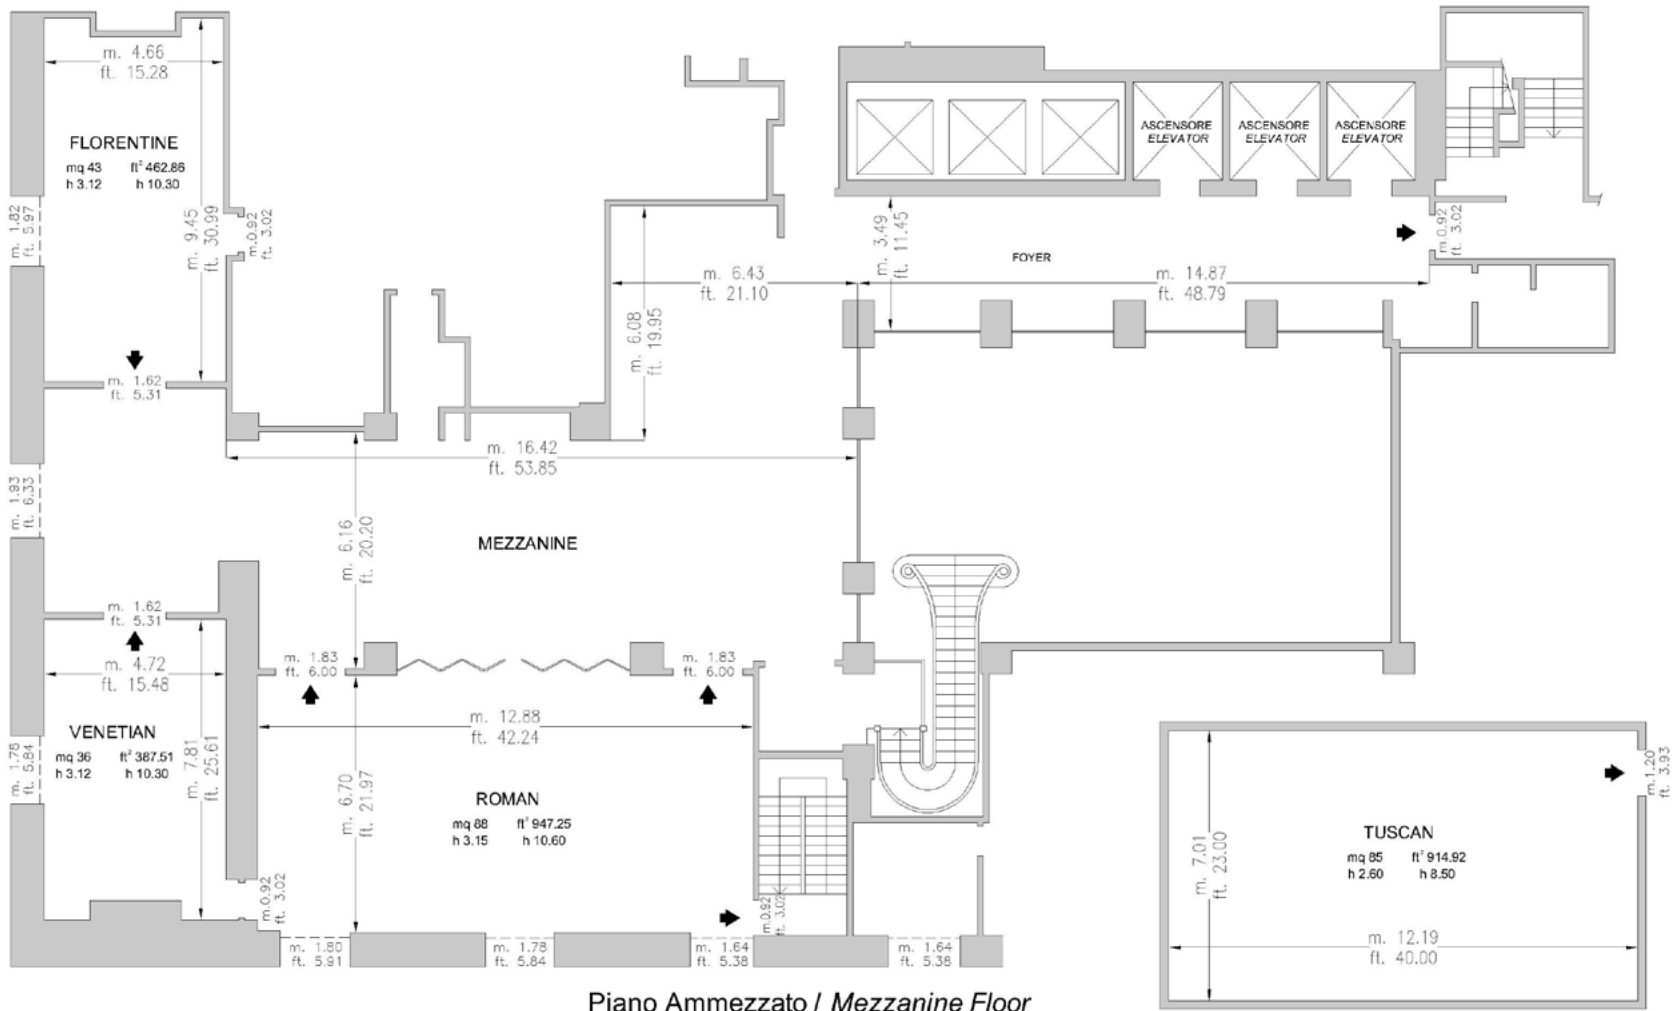 m. 4.66
ft. 15.28
FLORENTINE
mq 43 ft² 462.86
h 3.12 h 10.30
m. 1.82
ft. 5.97
m. 9.45
ft. 30.99
m.0.92
ft. 3.02
m. 1.62
ft. 5.31
ASCENSORE
ELEVATOR
ASCENSORE
ELEVATOR
ASCENSORE
ELEVATOR
m. 3.49
ft. 11.45
FOYER
m.0.92
ft. 3.02
m. 6.43
ft. 21.10
m. 14.87
ft. 48.79
m. 6.08
ft. 19.95
m. 16.42
ft. 53.85
m. 1.93
ft. 6.33
m. 6.16
ft. 20.20
MEZZANINE
m. 1.62
ft. 5.31
m. 4.72
ft. 15.48
VENETIAN
mq 36 ft² 387.51
h 3.12 h 10.30
m. 1.78
ft. 5.84
m. 7.81
ft. 25.61
m.0.92
ft. 3.02
m. 1.83
ft. 6.00
m. 1.83
ft. 6.00
m. 12.88
ft. 42.24
m. 6.70
ft. 21.97
ROMAN
mq 88 ft² 947.25
h 3.15 h 10.60
m.0.92
ft. 3.02
m. 1.80
ft. 5.91
m. 1.78
ft. 5.84
m. 1.64
ft. 5.38
m. 1.64
ft. 5.38
m. 7.01
ft. 23.00
TUSCAN
mq 85 ft² 914.92
h 2.60 h 8.50
m.1.20
ft. 3.93
m. 12.19
ft. 40.00
Piano Ammezzato / Mezzanine Floor